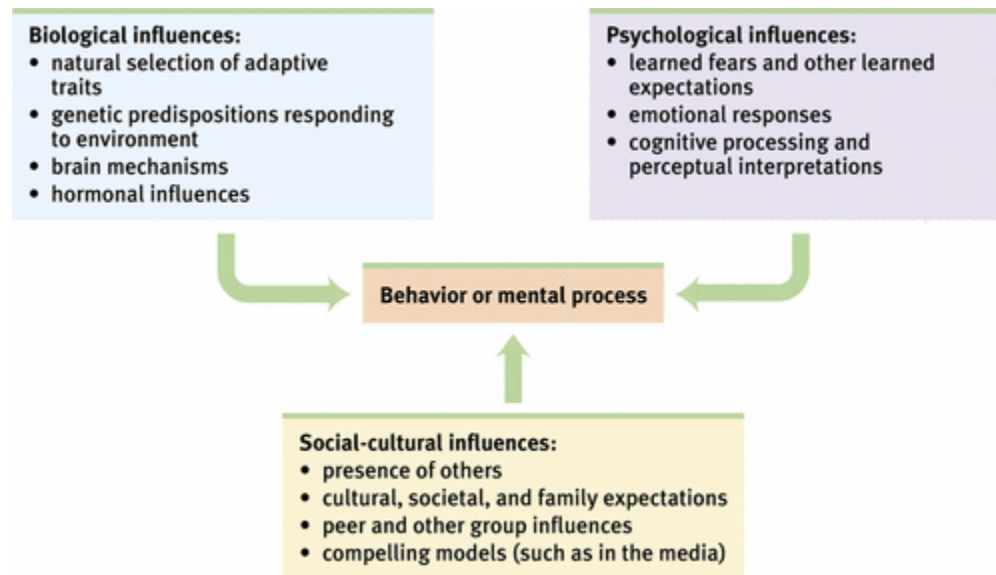 Biological influences:
• natural selection of adaptive
traits
• genetic predispositions responding
to environment
• brain mechanisms
• hormonal influences
Psychological influences:
• learned fears and other learned
expectations
• emotional responses
• cognitive processing and
perceptual interpretations
Behavior or mental process
Social-cultural influences:
• presence of others
• cultural, societal, and family expectations
• peer and other group influences
• compelling models (such as in the media)